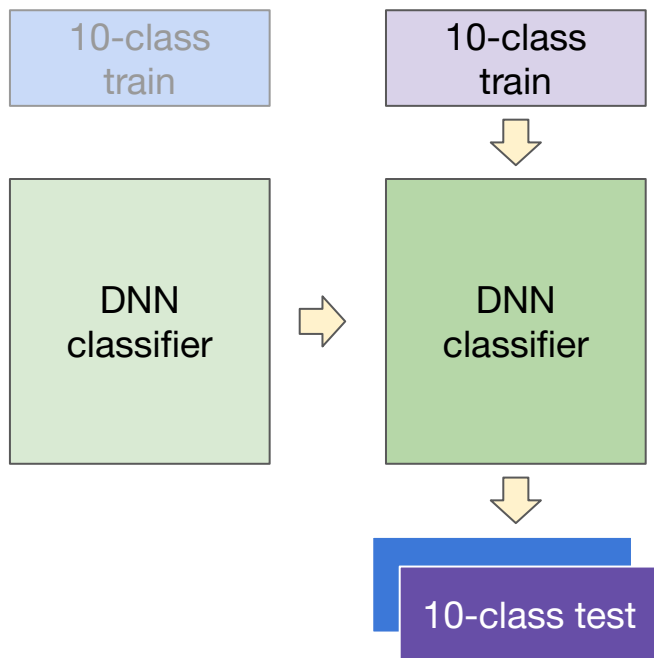 10-class
train
10-class
train
DNN
classifier
DNN
classifier
10-class test